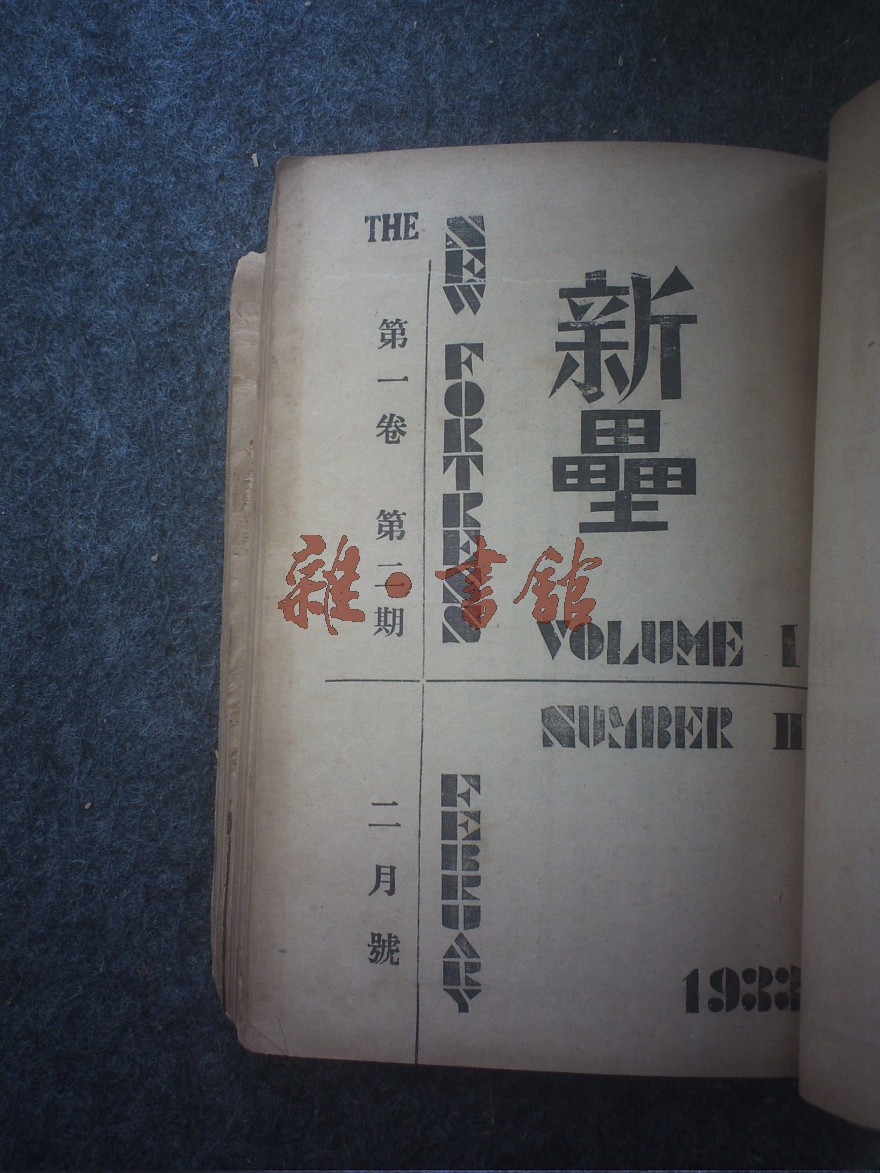 THE
NEW FORTRESS
新壘
第一卷 第二期
雜·書館
VOLUME I
NUMBER II
二月號
FEBRUARY
1933